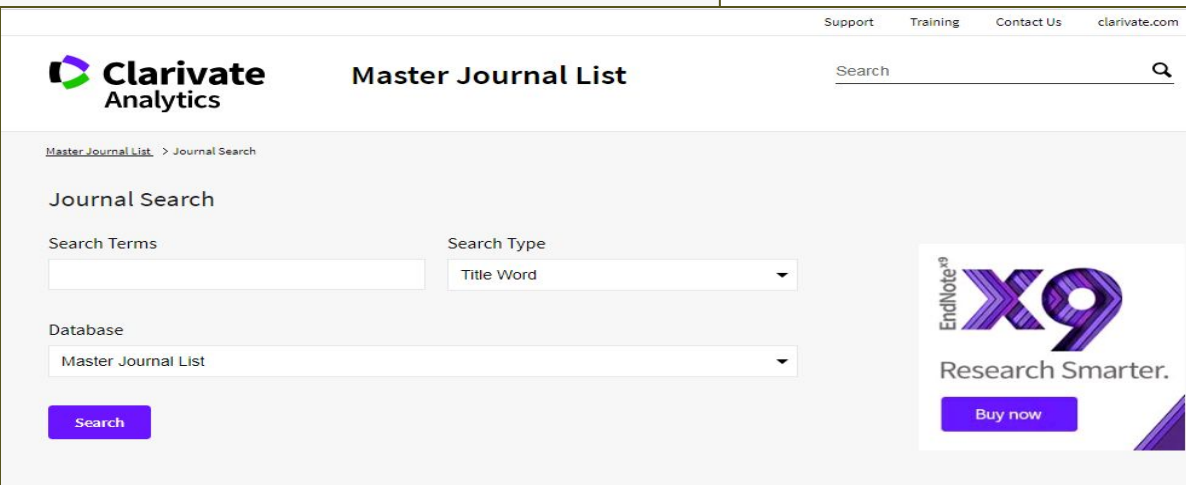 Support Training Contact Us clarivate.com
Clarivate
Analytics
Master Journal List
Search
Master Journal List > Journal Search
Journal Search
Search Terms Search Type
Title Word
Database
Master Journal List
Search
EndNote x9
X9
Research Smarter.
Buy now